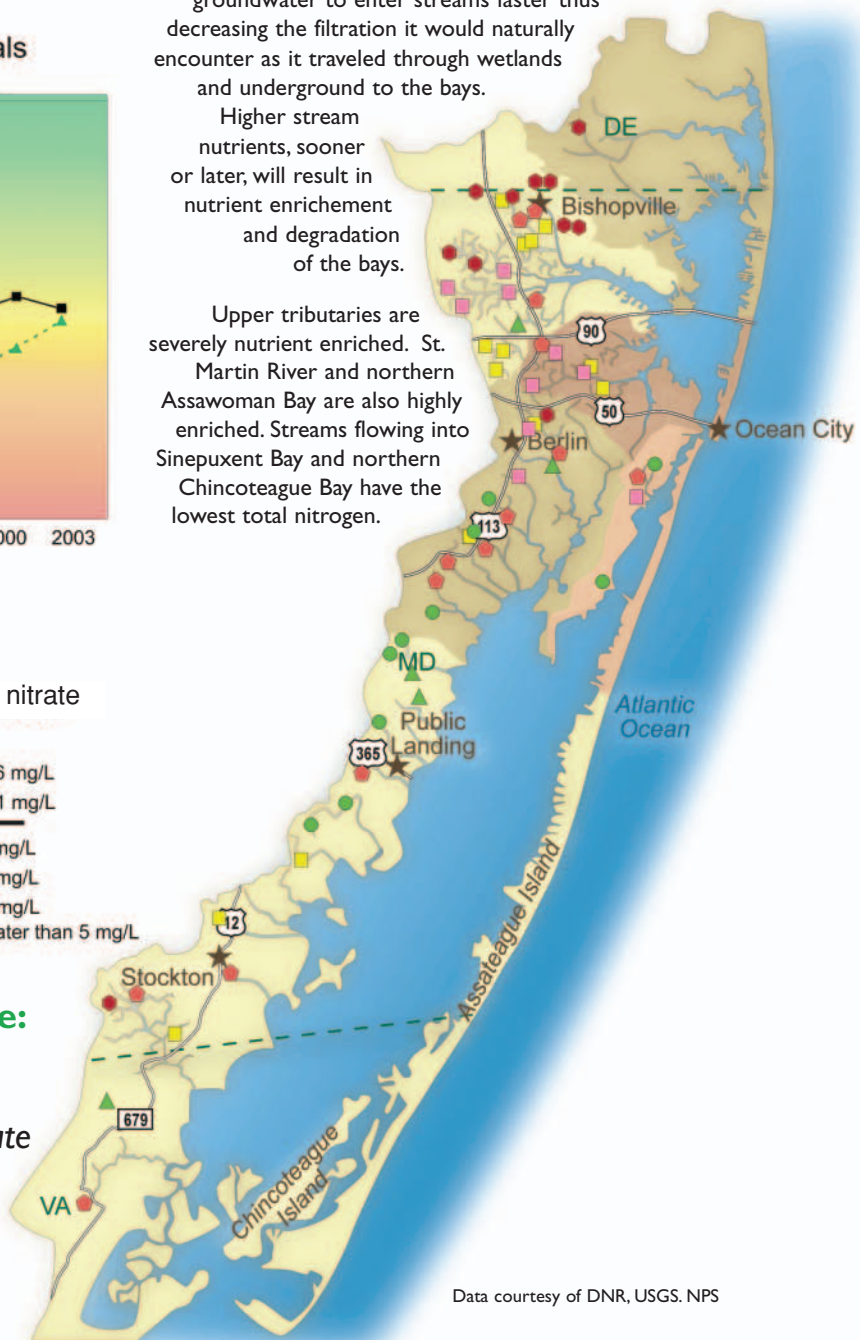 groundwater to enter streams faster thus
decreasing the filtration it would naturally
encounter as it traveled through wetlands
and underground to the bays.
Higher stream
nutrients, sooner
or later, will result in
nutrient enrichement
and degradation
of the bays.
Upper tributaries are
severely nutrient enriched. St.
Martin River and northern
Assawoman Bay are also highly
enriched. Streams flowing into
Sinepuxent Bay and northern
Chincoteague Bay have the
lowest total nitrogen.
als
000 2003
nitrate
6 mg/L
1 mg/L
mg/L
mg/L
mg/L
ater than 5 mg/L
e:
ate
DE
Bishopville
90
50
Ocean City
Berlin
113
MD
Public
Landing
365
Atlantic
Ocean
12
Stockton
Assateague Island
679
VA
Chincoteague
Island
Data courtesy of DNR, USGS. NPS